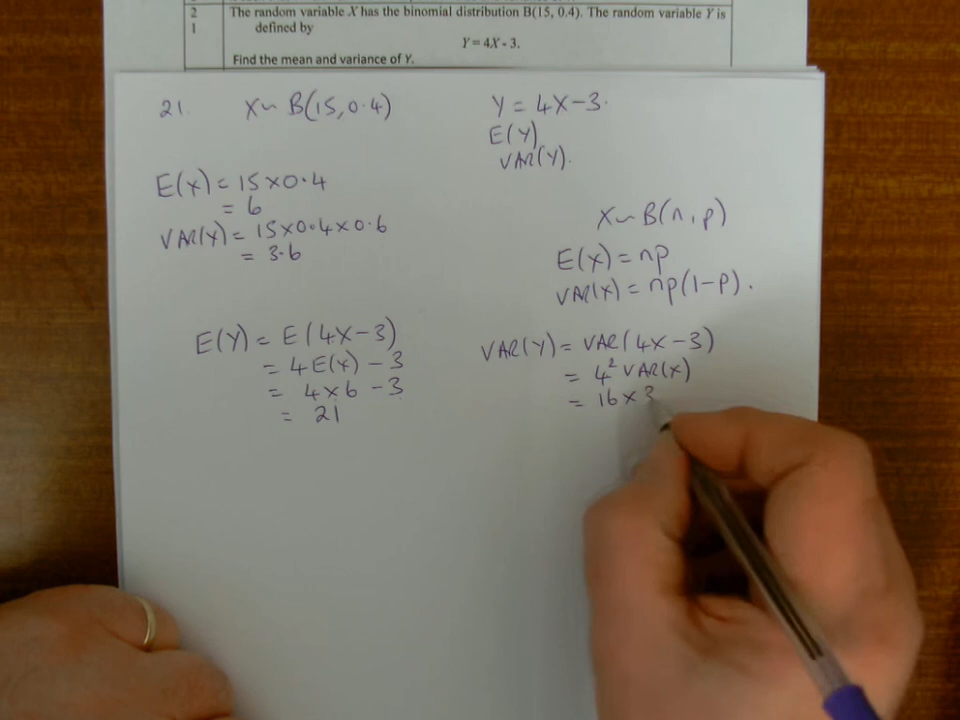 2 The random variable X has the binomial distribution B(15, 0.4). The random variable Y is
1 defined by
Y = 4X - 3.
Find the mean and variance of Y.
21. X~ B(15,0.4)
Y = 4X-3.
E(Y)
VAR(Y).
E(X) = 15×0.4
= 6
VAR(X) = 15×0.4×0.6
= 3.6
X~B(n,p)
E(X) = np
VAR(X) = np(1-p).
E(Y) = E(4X-3)
= 4E(X) - 3
= 4×6 - 3
= 21
VAR(Y) = VAR(4X-3)
= 4² VAR(X)
= 16×3